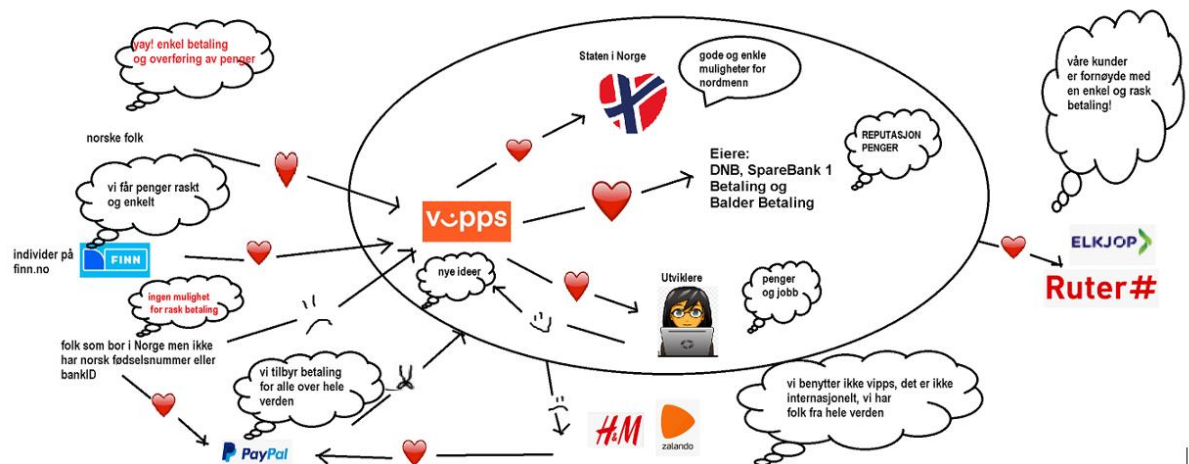 yay! enkel betaling
og overføring av penger
norske folk
vi får penger raskt
og enkelt
individer på
finn.no
FINN
ingen mulighet
for rask betaling
folk som bor i Norge men ikke
har norsk fødselsnummer eller
bankID
vi tilbyr betaling
for alle over hele
verden
PayPal
Staten i Norge
gode og enkle
muligheter for
nordmenn
REPUTASJON
PENGER
Eiere:
DNB, SpareBank 1
Betaling og
Balder Betaling
vipps
nye ideer
Utviklere
penger
og jobb
H&M
zalando
vi benytter ikke vipps, det er ikke
internasjonelt, vi har
folk fra hele verden
våre kunder
er fornøyde med
en enkel og rask
betaling!
ELKJOP
Ruter#